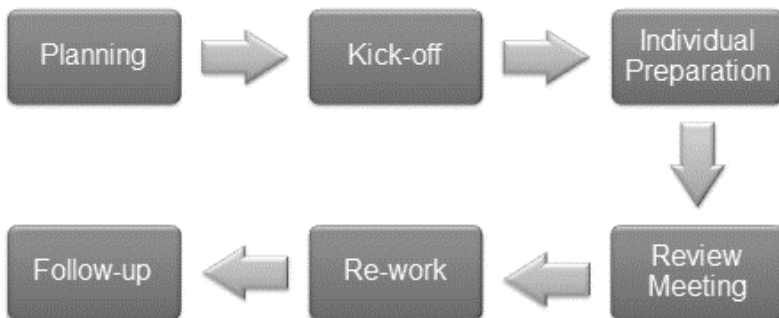 Planning
Kick-off
Individual
Preparation
Review
Meeting
Re-work
Follow-up